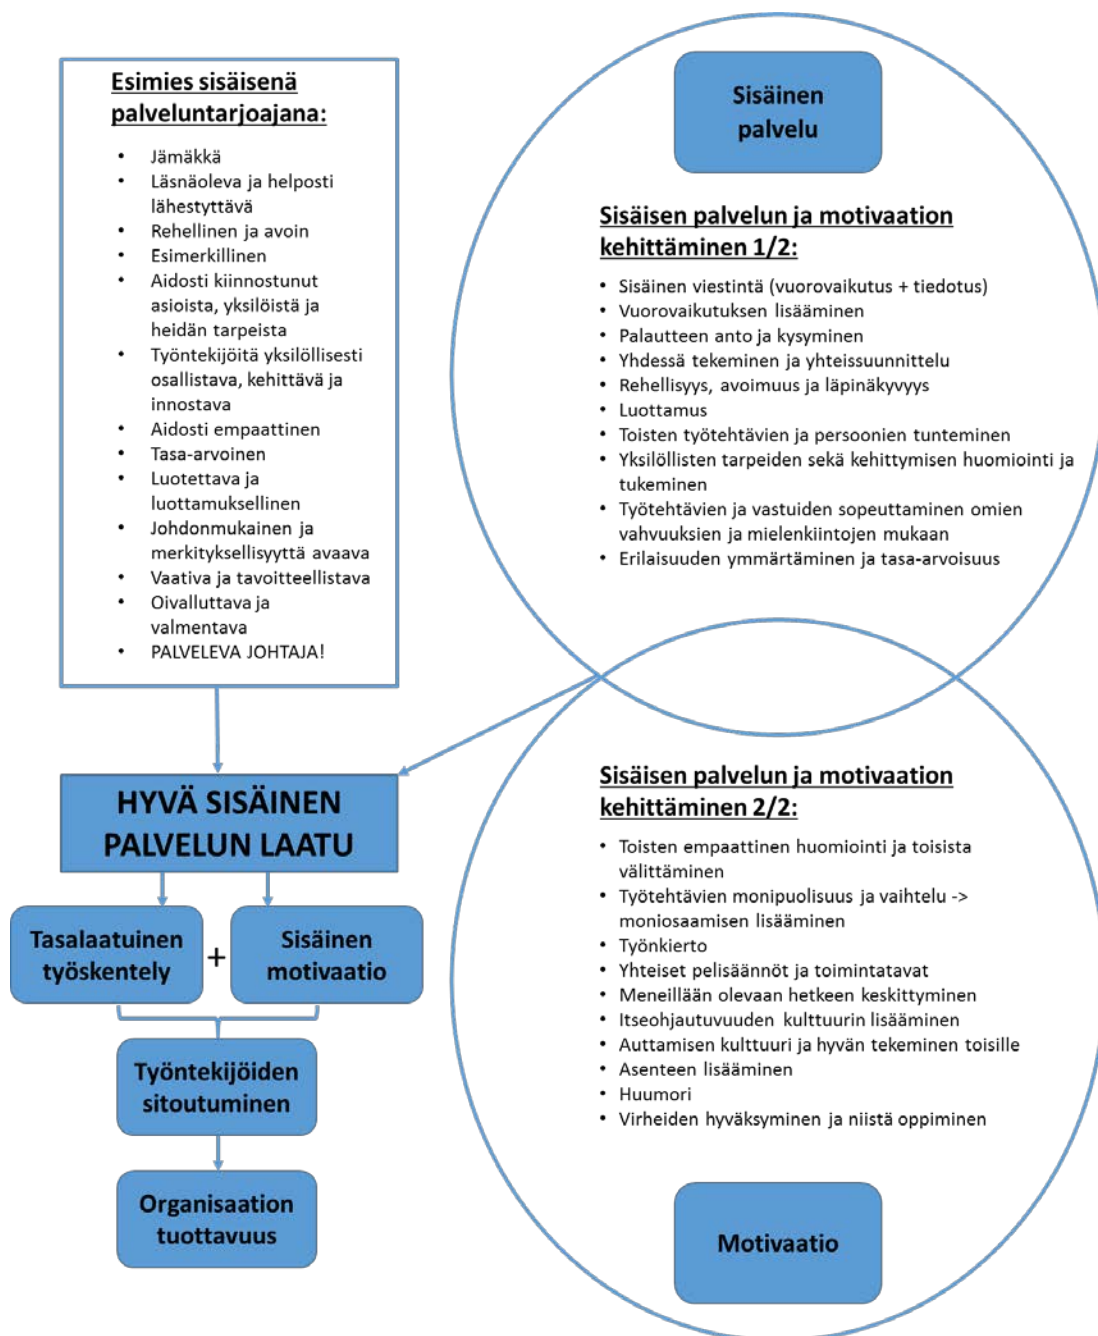 Esimies sisäisenä
palveluntarjoajana:
• Jämäkkä
• Läsnäoleva ja helposti
lähestyttävä
• Rehellinen ja avoin
• Esimerkillinen
• Aidosti kiinnostunut
asioista, yksilöistä ja
heidän tarpeista
• Työntekijöitä yksilöllisesti
osallistava, kehittävä ja
innostava
• Aidosti empaattinen
• Tasa-arvoinen
• Luotettava ja
luottamuksellinen
• Johdonmukainen ja
merkityksellisyyttä avaava
• Vaativa ja tavoitteellistava
• Oivalluttava ja
valmentava
• PALVELEVA JOHTAJA!
Sisäinen
palvelu
Sisäisen palvelun ja motivaation
kehittäminen 1/2:
• Sisäinen viestintä (vuorovaikutus + tiedotus)
• Vuorovaikutuksen lisääminen
• Palautteen anto ja kysyminen
• Yhdessä tekeminen ja yhteissuunnittelu
• Rehellisyys, avoimuus ja läpinäkyvyys
• Luottamus
• Toisten työtehtävien ja persoonien tunteminen
• Yksilöllisten tarpeiden sekä kehittymisen huomiointi ja
tukeminen
• Työtehtävien ja vastuiden sopeuttaminen omien
vahvuuksien ja mielenkiintojen mukaan
• Erilaisuuden ymmärtäminen ja tasa-arvoisuus
HYVÄ SISÄINEN
PALVELUN LAATU
Tasalaatuinen
työskentely
+
Sisäinen
motivaatio
Työntekijöiden
sitoutuminen
Organisaation
tuottavuus
Sisäisen palvelun ja motivaation
kehittäminen 2/2:
• Toisten empaattinen huomiointi ja toisista
välittäminen
• Työtehtävien monipuolisuus ja vaihtelu ->
moniosaamisen lisääminen
• Työnkierto
• Yhteiset pelisäännöt ja toimintatavat
• Meneillään olevaan hetkeen keskittyminen
• Itseohjautuvuuden kulttuurin lisääminen
• Auttamisen kulttuuri ja hyvän tekeminen toisille
• Asenteen lisääminen
• Huumori
• Virheiden hyväksyminen ja niistä oppiminen
Motivaatio